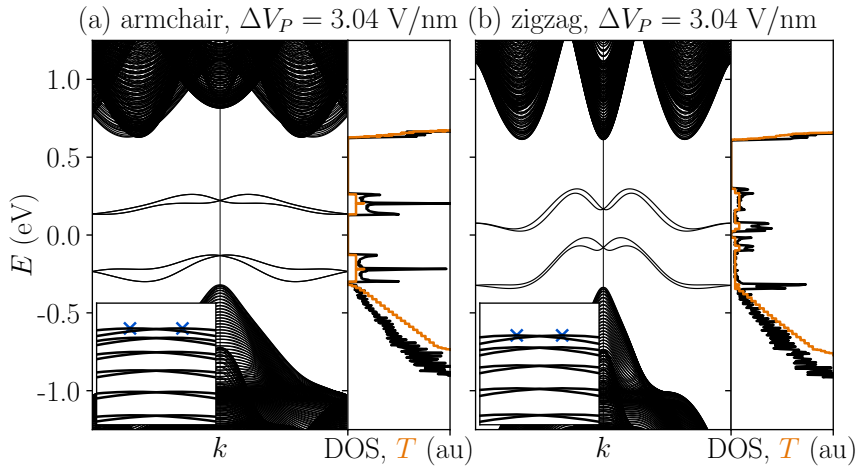 (a) armchair, ΔV_P = 3.04 V/nm
(b) zigzag, ΔV_P = 3.04 V/nm
E (eV)
1.0
0.5
0.0
-0.5
-1.0
k
DOS, T (au)
k
DOS, T (au)